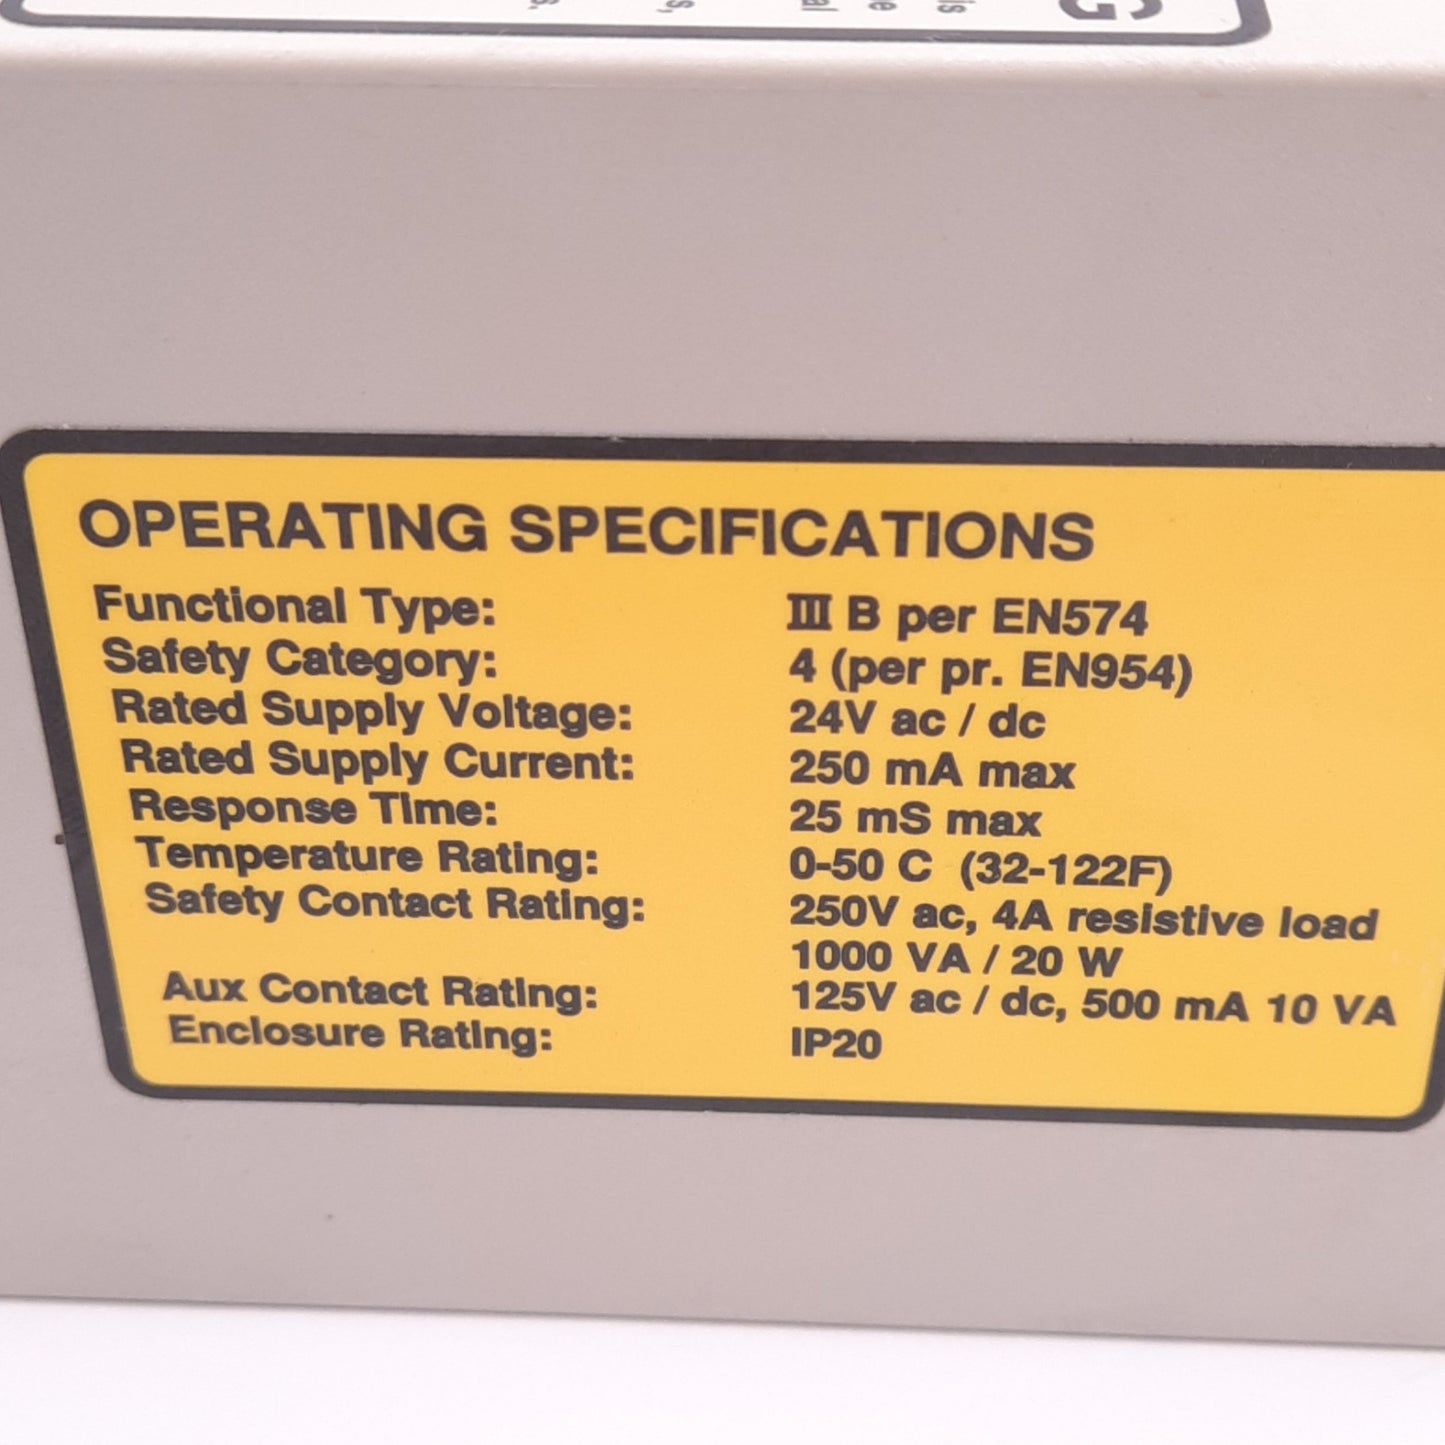 G
is
e
al
s,
s.
OPERATING SPECIFICATIONS
Functional Type: III B per EN574
Safety Category: 4 (per pr. EN954)
Rated Supply Voltage: 24V ac / dc
Rated Supply Current: 250 mA max
Response Time: 25 mS max
Temperature Rating: 0-50 C (32-122F)
Safety Contact Rating: 250V ac, 4A resistive load
1000 VA / 20 W
Aux Contact Rating: 125V ac / dc, 500 mA 10 VA
Enclosure Rating: IP20